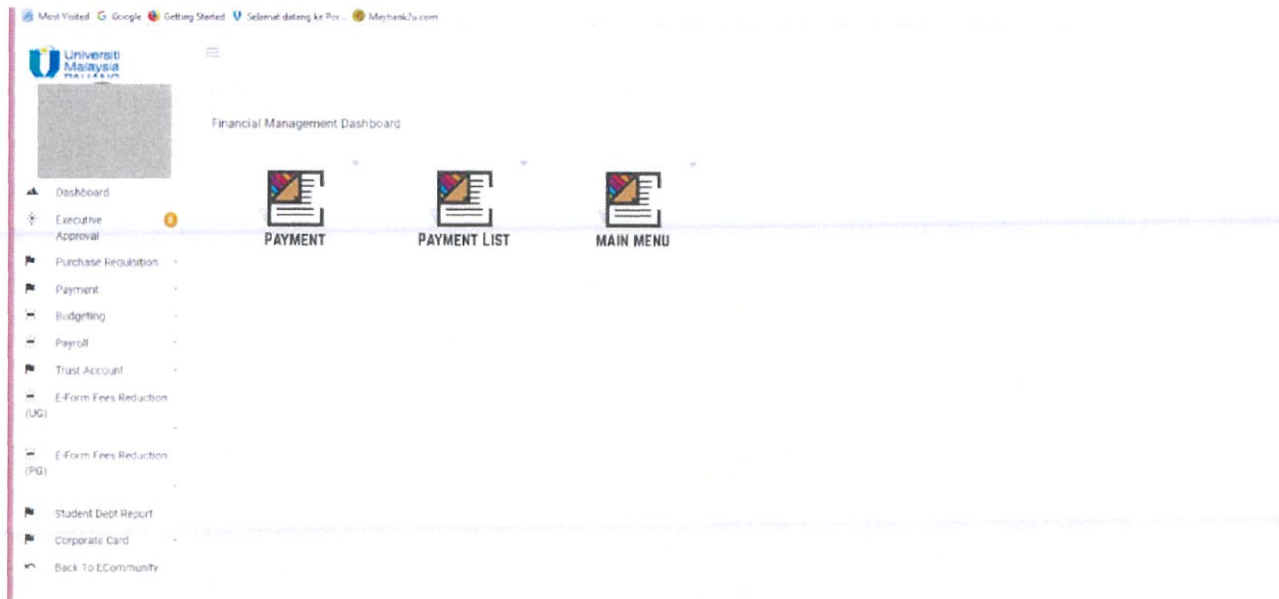 Most Visited Google Getting Started Selamat datang ke Por... Maybank2u.com
Universiti
Malaysia
PAHANG
Financial Management Dashboard
Dashboard
Executive
Approval
PAYMENT
PAYMENT LIST
MAIN MENU
Purchase Requisition
Payment
Budgeting
Payroll
Trust Account
E-Form Fees Reduction
(UG)
E-Form Fees Reduction
(PG)
Student Debt Report
Corporate Card
Back To ECommunity